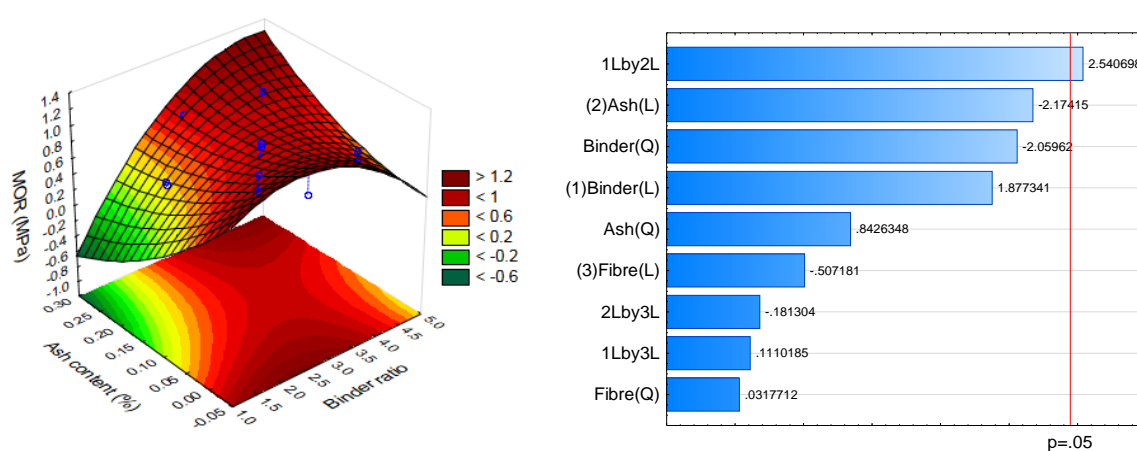 1.4
1.2
1.0
0.8
0.6
0.4
0.2
0.0
-0.2
-0.4
-0.6
-0.8
-1.0
MOR (MPa)
0.30
0.25
0.20
0.15
0.10
0.05
0.00
-0.05
Ash content (%)
1.0
1.5
2.0
2.5
3.0
3.5
4.0
4.5
5.0
Binder ratio
> 1.2
< 1
< 0.6
< 0.2
< -0.2
< -0.6
1Lby2L 2.540698
(2)Ash(L) -2.17415
Binder(Q) -2.05962
(1)Binder(L) 1.877341
Ash(Q) .8426348
(3)Fibre(L) -.507181
2Lby3L -.181304
1Lby3L .1110185
Fibre(Q) .0317712
p=.05